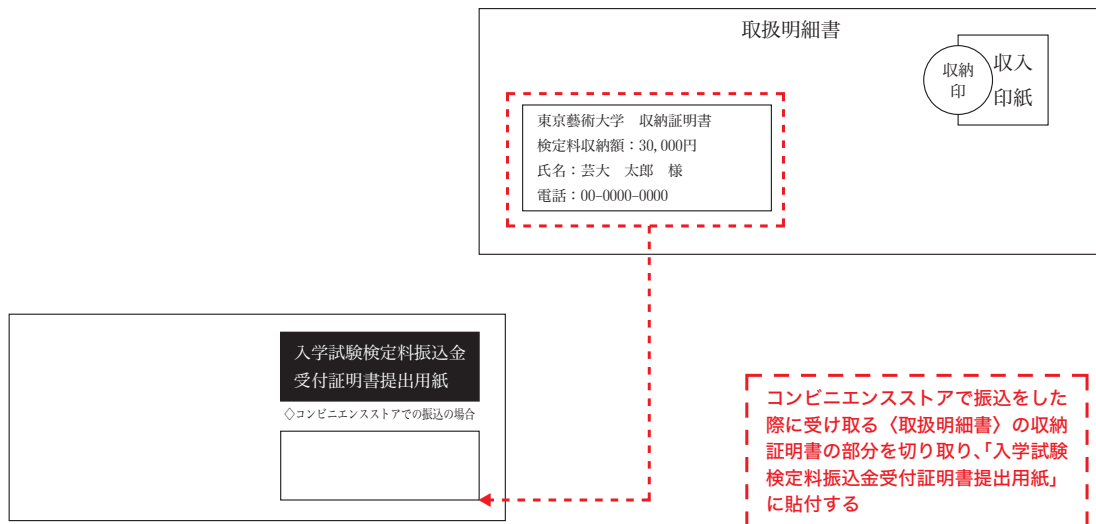 取扱明細書
収納
印
収入
印紙
東京藝術大学　収納証明書
検定料収納額：30,000円
氏名：芸大　太郎　様
電話：00-0000-0000
入学試験検定料振込金
受付証明書提出用紙
◇コンビニエンスストアでの振込の場合
コンビニエンスストアで振込をした
際に受け取る〈取扱明細書〉の収納
証明書の部分を切り取り、「入学試験
検定料振込金受付証明書提出用紙」
に貼付する